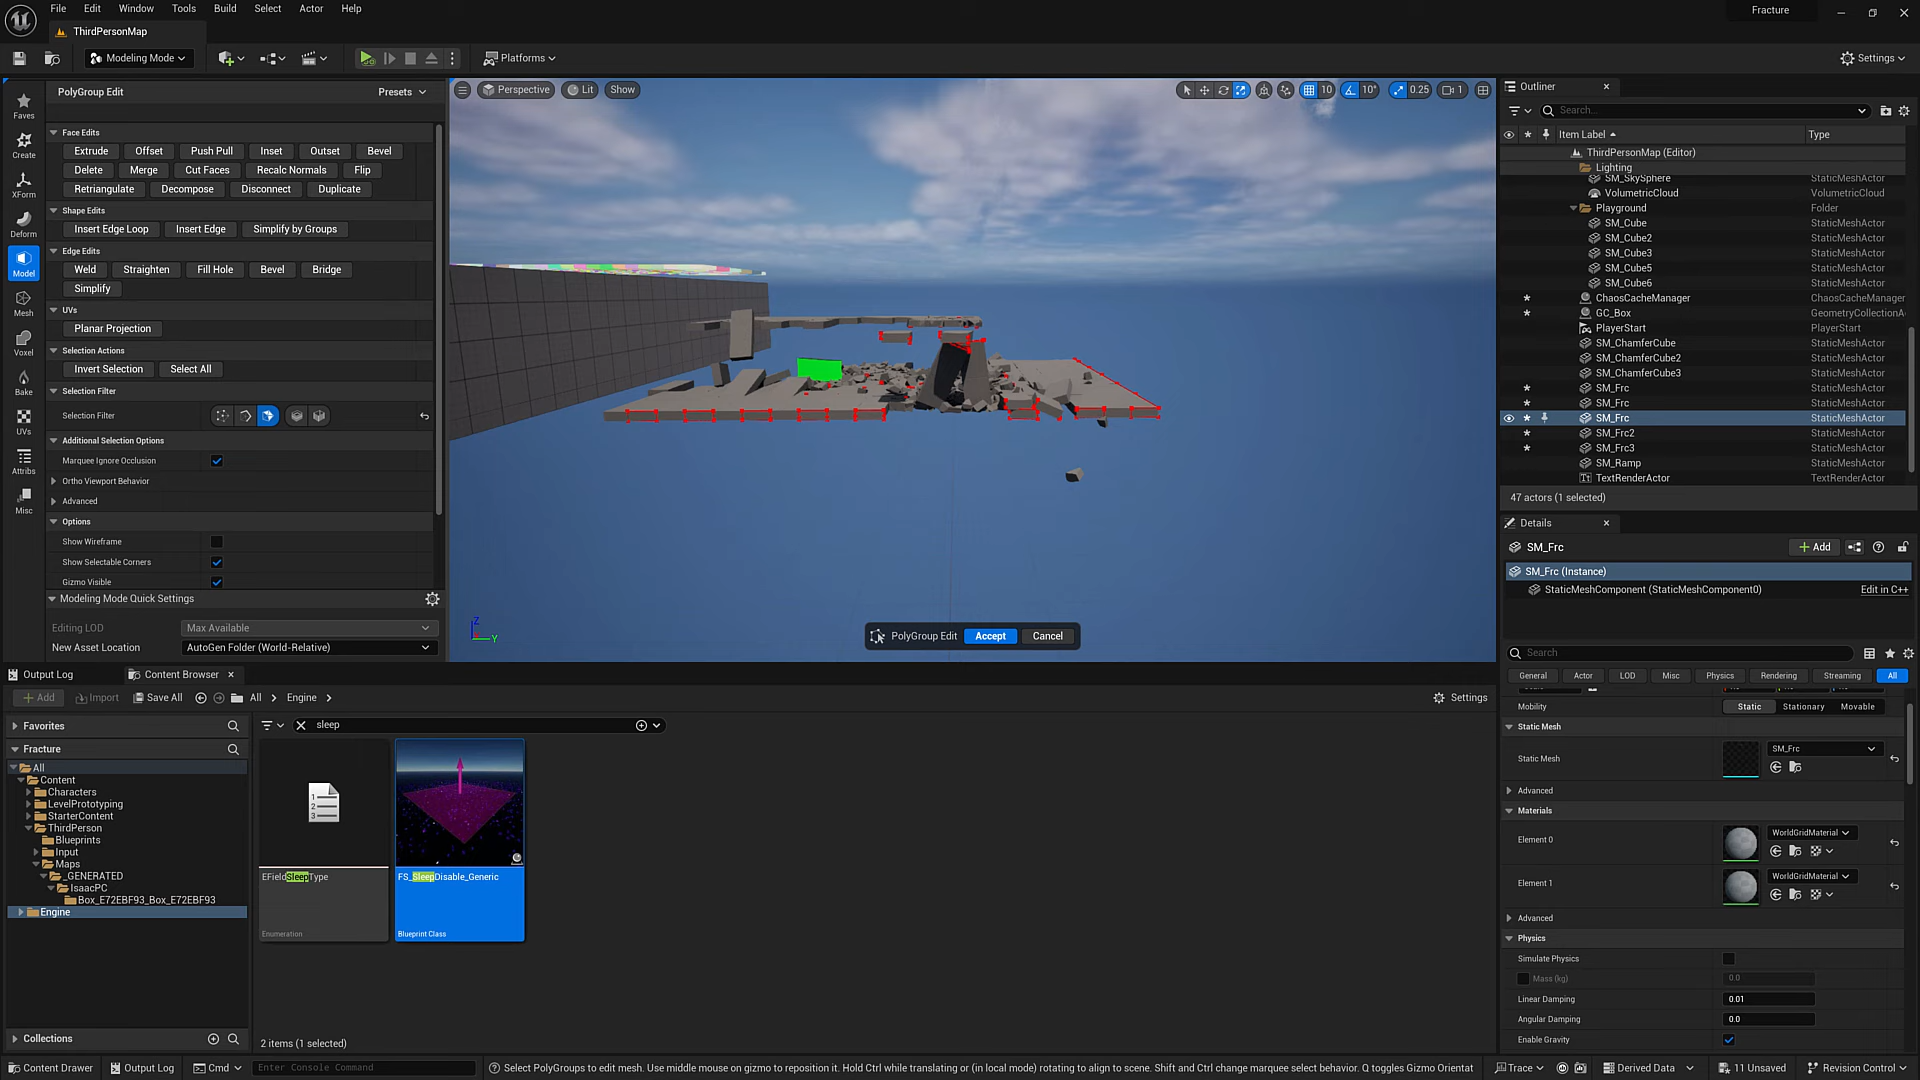 File Edit Window Tools Build Select Actor Help
Fracture
ThirdPersonMap
Modeling Mode
Platforms
Settings
PolyGroup Edit
Presets
Faves
Create
XForm
Deform
Model
Mesh
Voxel
Bake
UVs
Attribs
Misc
Face Edits
Extrude Offset Push Pull Inset Outset Bevel
Delete Merge Cut Faces Recalc Normals Flip
Retriangulate Decompose Disconnect Duplicate
Shape Edits
Insert Edge Loop Insert Edge Simplify by Groups
Edge Edits
Weld Straighten Fill Hole Bevel Bridge
Simplify
UVs
Planar Projection
Selection Actions
Invert Selection Select All
Selection Filter
Selection Filter
Additional Selection Options
Marquee Ignore Occlusion
Ortho Viewport Behavior
Advanced
Options
Show Wireframe
Show Selectable Corners
Gizmo Visible
Modeling Mode Quick Settings
Editing LOD Max Available
New Asset Location AutoGen Folder (World-Relative)
Perspective Lit Show
10 10° 0.25 1
Z
Y
PolyGroup Edit Accept Cancel
Outliner
Search...
Item Label Type
ThirdPersonMap (Editor)
Lighting
SM_SkySphere StaticMeshActor
VolumetricCloud VolumetricCloud
Playground Folder
SM_Cube StaticMeshActor
SM_Cube2 StaticMeshActor
SM_Cube3 StaticMeshActor
SM_Cube5 StaticMeshActor
SM_Cube6 StaticMeshActor
ChaosCacheManager ChaosCacheManager
GC_Box GeometryCollectionA
PlayerStart PlayerStart
SM_ChamferCube StaticMeshActor
SM_ChamferCube2 StaticMeshActor
SM_ChamferCube3 StaticMeshActor
SM_Frc StaticMeshActor
SM_Frc StaticMeshActor
SM_Frc StaticMeshActor
SM_Frc2 StaticMeshActor
SM_Frc3 StaticMeshActor
SM_Ramp StaticMeshActor
TextRenderActor TextRenderActor
47 actors (1 selected)
Details
SM_Frc
Add
SM_Frc (Instance)
StaticMeshComponent (StaticMeshComponent0) Edit in C++
Search
General Actor LOD Misc Physics Rendering Streaming All
Mobility Static Stationary Movable
Static Mesh
Static Mesh SM_Frc
Advanced
Materials
Element 0 WorldGridMaterial
Element 1 WorldGridMaterial
Advanced
Physics
Simulate Physics
Mass (kg) 0.0
Linear Damping 0.01
Angular Damping 0.0
Enable Gravity
Output Log Content Browser
Add Import Save All All Engine
Settings
Favorites
Fracture
All
Content
Characters
LevelPrototyping
StarterContent
ThirdPerson
Blueprints
Input
Maps
_GENERATED
IsaacPC
Box_E72EBF93_Box_E72EBF93
Engine
Collections
sleep
1
2
3
EFieldSleepType
Enumeration
FS_SleepDisable_Generic
Blueprint Class
2 items (1 selected)
Content Drawer Output Log Cmd Enter Console Command
Select PolyGroups to edit mesh. Use middle mouse on gizmo to reposition it. Hold Ctrl while translating or (in local mode) rotating to align to scene. Shift and Ctrl change marquee select behavior. Q toggles Gizmo Orientat
Trace Derived Data 11 Unsaved Revision Control